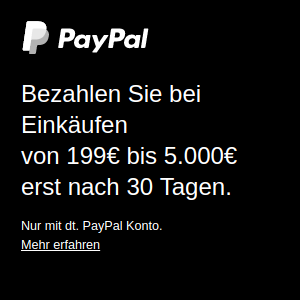 PayPal
Bezahlen Sie bei
Einkäufen
von 199€ bis 5.000€
erst nach 30 Tagen.
Nur mit dt. PayPal Konto.
Mehr erfahren